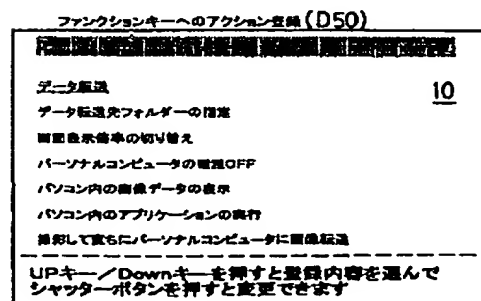 ファンクションキーへのアクション登録(D50)
データ転送
10
データ転送先フォルダーの指定
画面表示倍率の切り替え
パーソナルコンピュータの電源OFF
パソコン内の画像データの表示
パソコン内のアプリケーションの実行
撮影して直ちにパーソナルコンピュータに画像転送
UPキー/Downキーを押すと登録内容を選んで
シャッターボタンを押すと変更できます